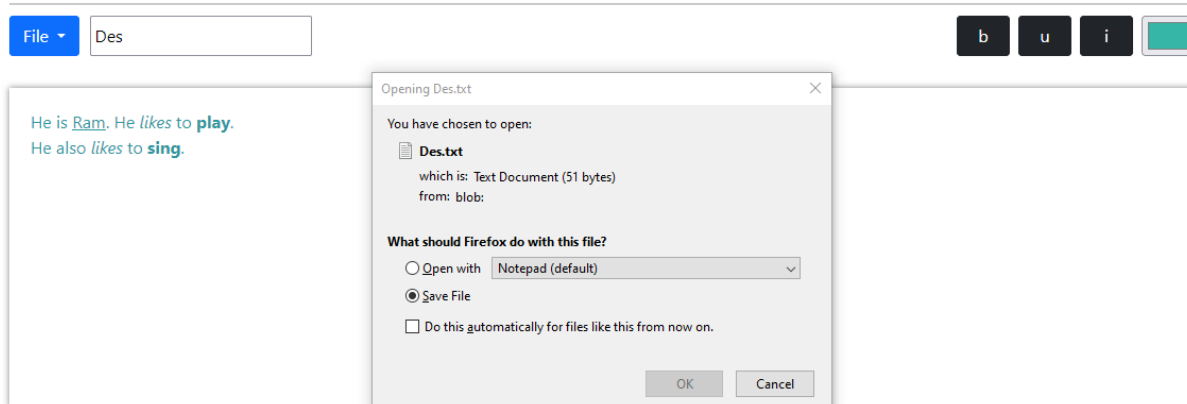 File
Des
b u i
He is Ram. He likes to play.
He also likes to sing.
Opening Des.txt
You have chosen to open:
Des.txt
which is: Text Document (51 bytes)
from: blob:
What should Firefox do with this file?
Open with Notepad (default)
Save File
Do this automatically for files like this from now on.
OK Cancel